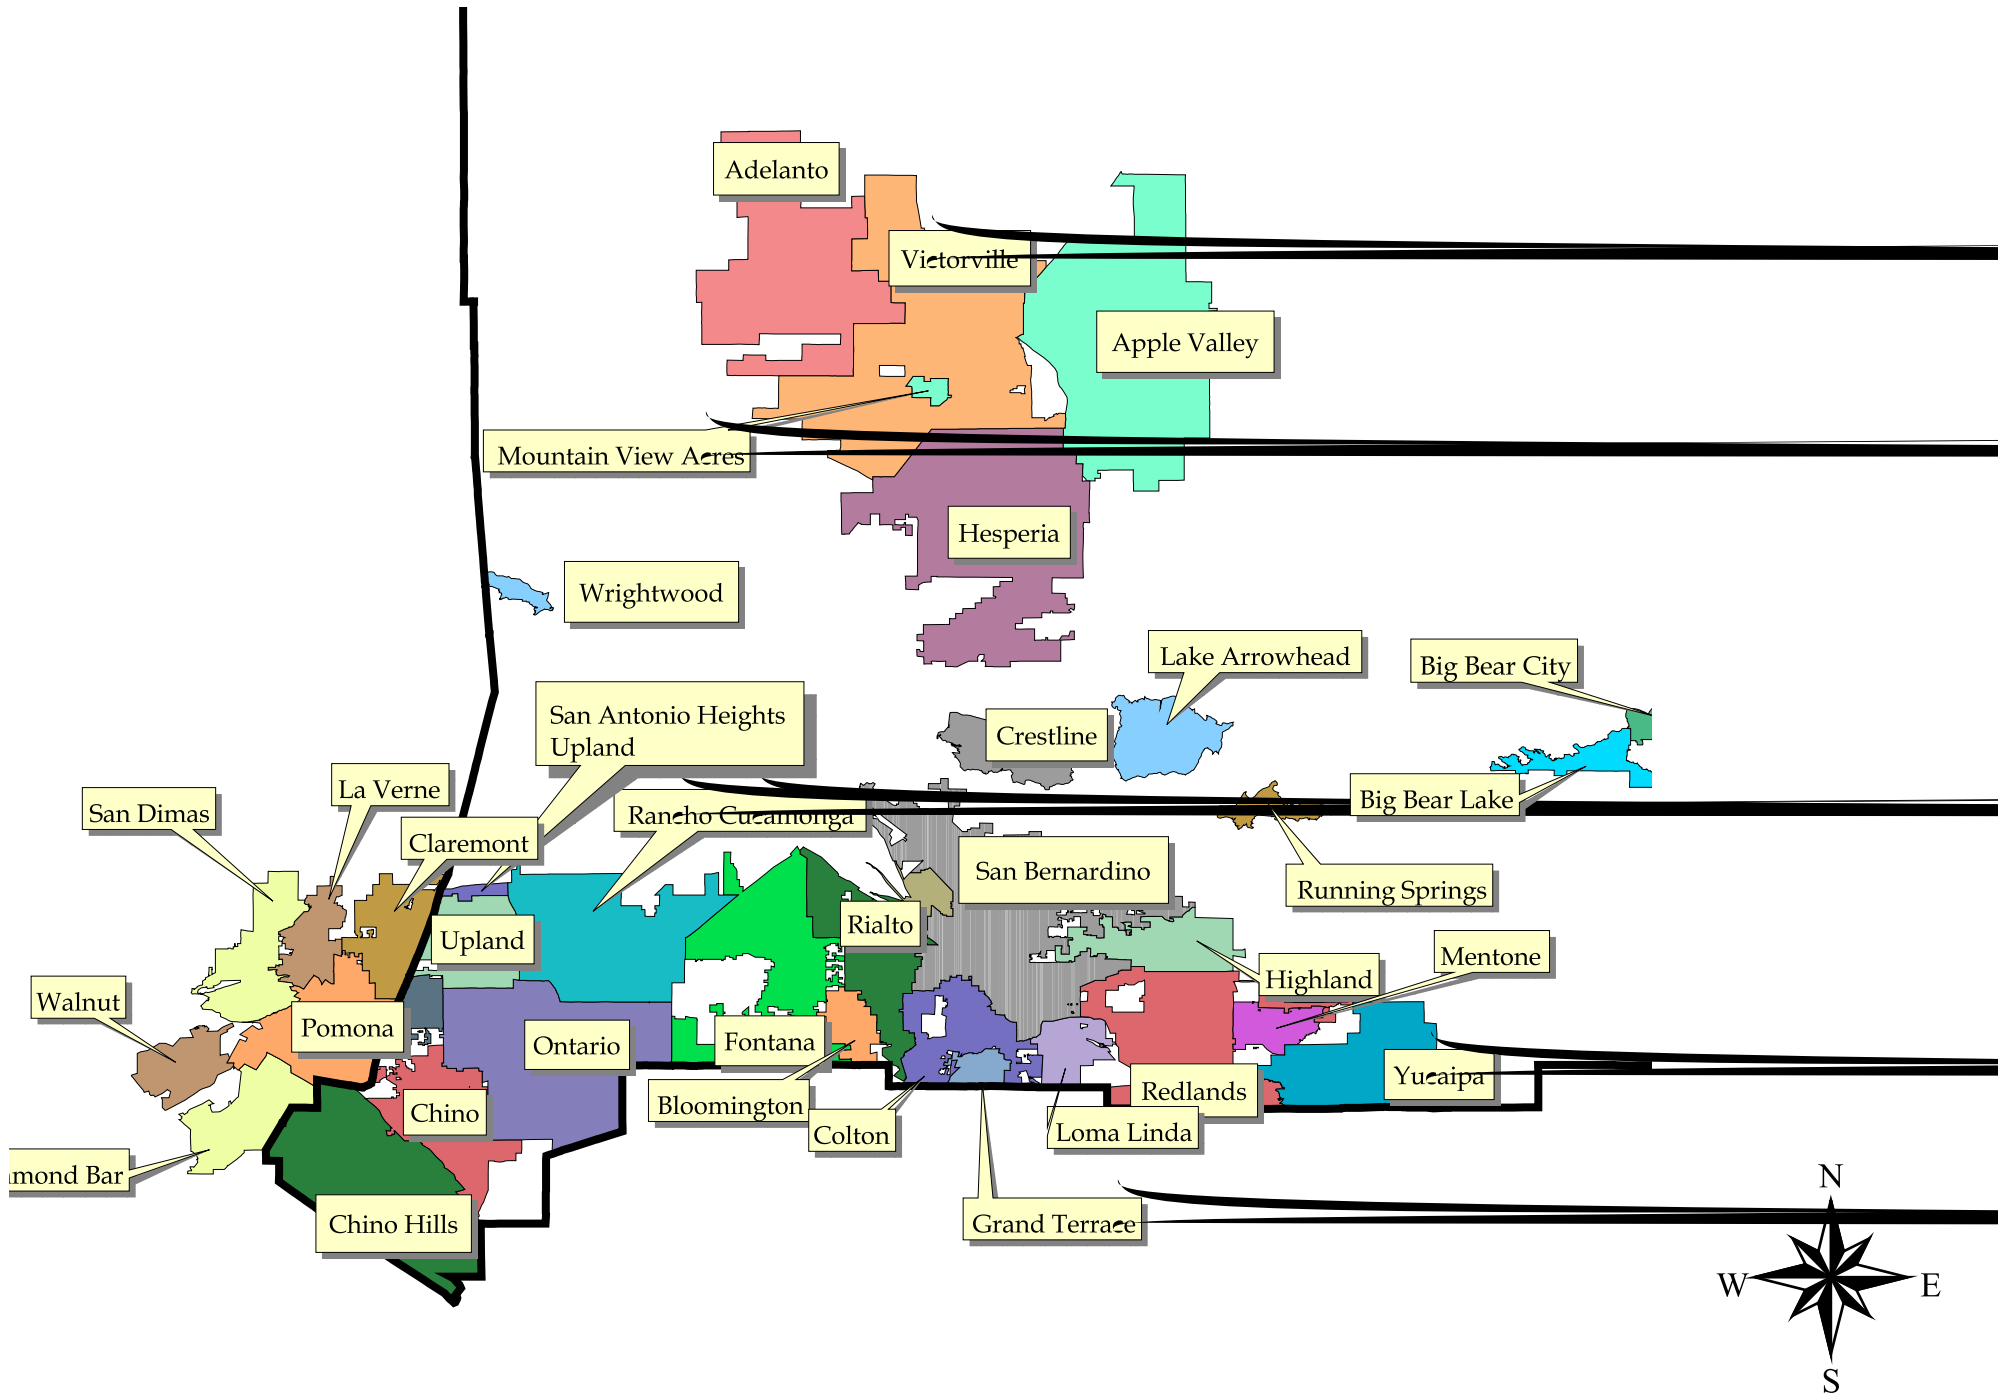 Adelanto
Victorville
Apple Valley
Mountain View Acres
Hesperia
Wrightwood
Lake Arrowhead
Big Bear City
San Antonio Heights
Upland
Crestline
La Verne
San Dimas
Rancho Cucamonga
Big Bear Lake
Claremont
San Bernardino
Running Springs
Rialto
Upland
Mentone
Highland
Walnut
Pomona
Ontario
Fontana
Yucaipa
Redlands
Bloomington
Chino
Colton
Loma Linda
mond Bar
Chino Hills
Grand Terrace
N
W
E
S